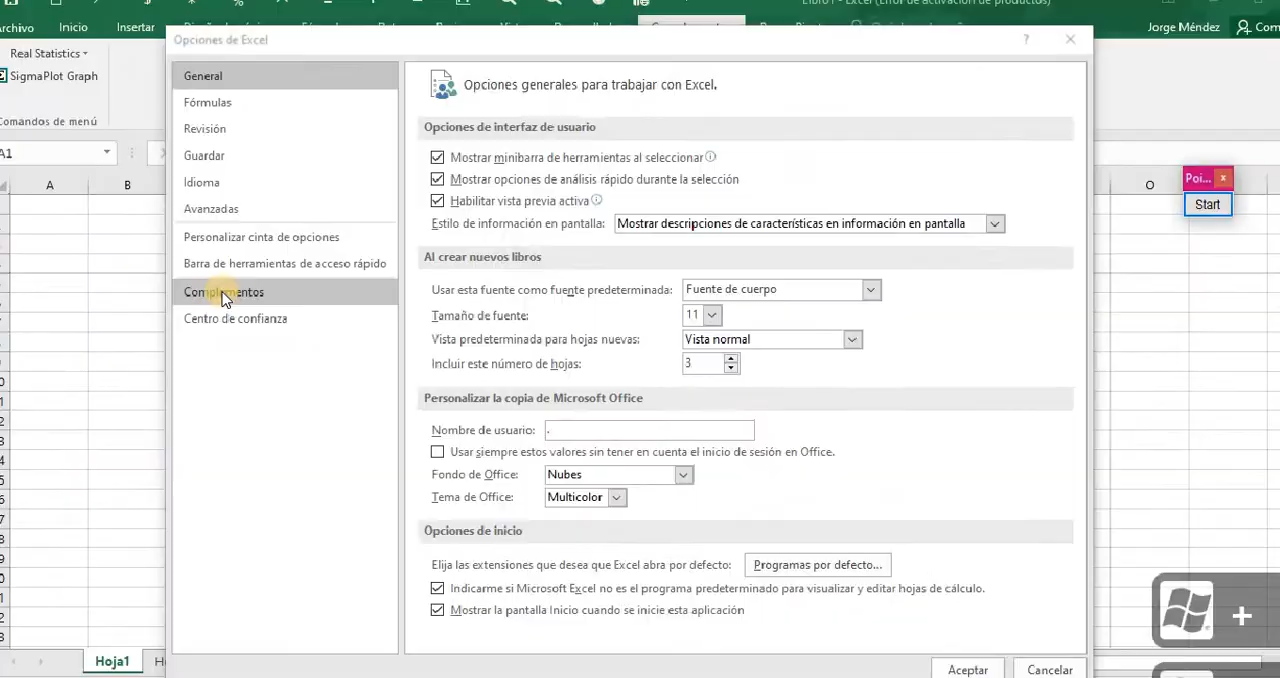 Libro1 - Excel (Error de activación de productos)
Archivo Inicio Insertar
Jorge Méndez
Real Statistics
SigmaPlot Graph
Comandos de menú
A1
A B O
Poi... x
Start
Opciones de Excel ? ×
General
Fórmulas
Revisión
Guardar
Idioma
Avanzadas
Personalizar cinta de opciones
Barra de herramientas de acceso rápido
Complementos
Centro de confianza
Opciones generales para trabajar con Excel.
Opciones de interfaz de usuario
Mostrar minibarra de herramientas al seleccionar
Mostrar opciones de análisis rápido durante la selección
Habilitar vista previa activa
Estilo de información en pantalla: Mostrar descripciones de características en información en pantalla
Al crear nuevos libros
Usar esta fuente como fuente predeterminada: Fuente de cuerpo
Tamaño de fuente: 11
Vista predeterminada para hojas nuevas: Vista normal
Incluir este número de hojas: 3
Personalizar la copia de Microsoft Office
Nombre de usuario: .
Usar siempre estos valores sin tener en cuenta el inicio de sesión en Office.
Fondo de Office: Nubes
Tema de Office: Multicolor
Opciones de inicio
Elija las extensiones que desea que Excel abra por defecto: Programas por defecto...
Indicarme si Microsoft Excel no es el programa predeterminado para visualizar y editar hojas de cálculo.
Mostrar la pantalla Inicio cuando se inicie esta aplicación
Aceptar Cancelar
Hoja1
+